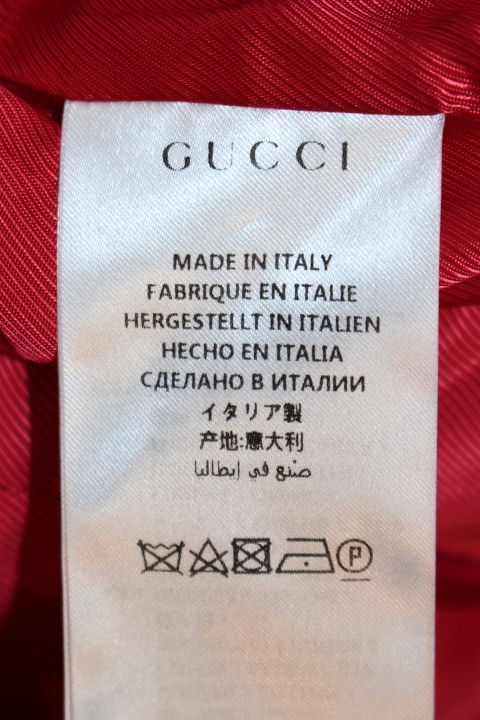 GUCCI
MADE IN ITALY
FABRIQUE EN ITALIE
HERGESTELLT IN ITALIEN
HECHO EN ITALIA
СДЕЛАНО В ИТАЛИИ
イタリア製
产地:意大利
صنع في إيطاليا
P